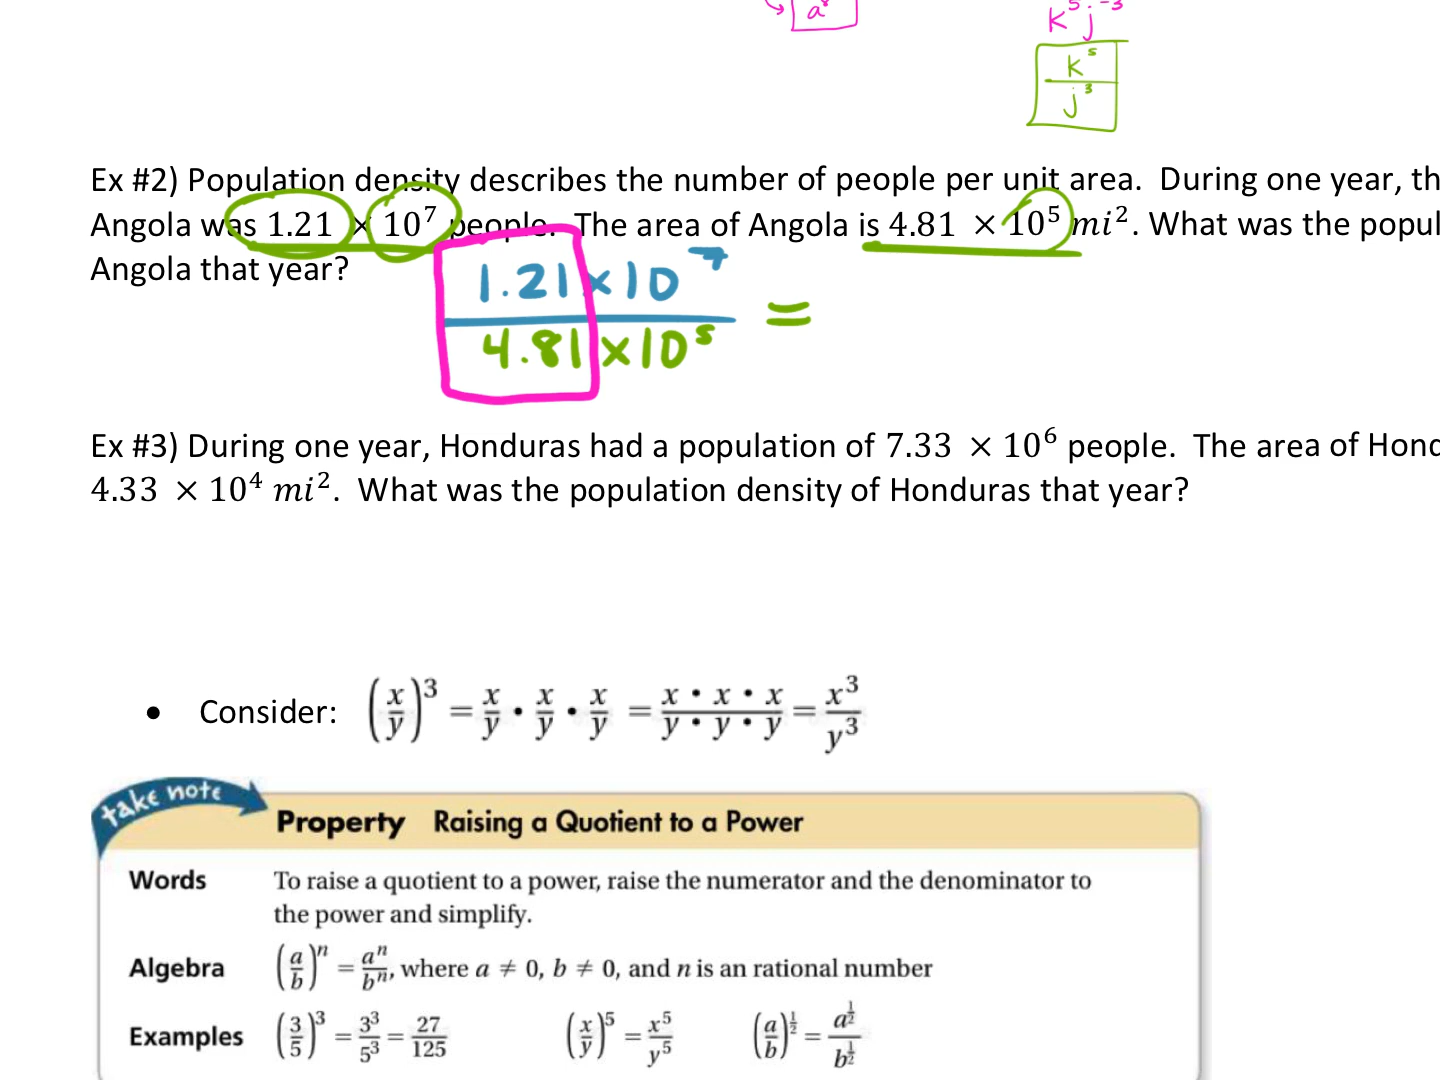 a⁸
k⁵ j⁻³
k⁵
j³
Ex #2) Population density describes the number of people per unit area. During one year, th
Angola was 1.21 × 10⁷ people. The area of Angola is 4.81 × 10⁵ mi². What was the popul
Angola that year?
1.21 × 10⁷
4.81 × 10⁵
=
Ex #3) During one year, Honduras had a population of 7.33 × 10⁶ people. The area of Hond
4.33 × 10⁴ mi². What was the population density of Honduras that year?
• Consider: (x/y)³ = x/y • x/y • x/y = x • x • x / y • y • y = x³/y³
take note
Property Raising a Quotient to a Power
Words To raise a quotient to a power, raise the numerator and the denominator to
the power and simplify.
Algebra (a/b)ⁿ = aⁿ/bⁿ, where a ≠ 0, b ≠ 0, and n is an rational number
Examples (3/5)³ = 3³/5³ = 27/125 (x/y)⁵ = x⁵/y⁵ (a/b)^(1/2) = a^(1/2)/b^(1/2)